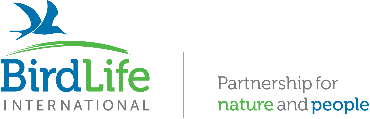 BirdLife
INTERNATIONAL
Partnership for
nature and people